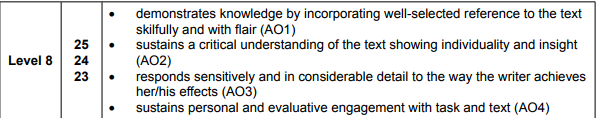 • demonstrates knowledge by incorporating well-selected reference to the text
skilfully and with flair (AO1)
25 • sustains a critical understanding of the text showing individuality and insight
Level 8 24 (AO2)
23 • responds sensitively and in considerable detail to the way the writer achieves
her/his effects (AO3)
• sustains personal and evaluative engagement with task and text (AO4)